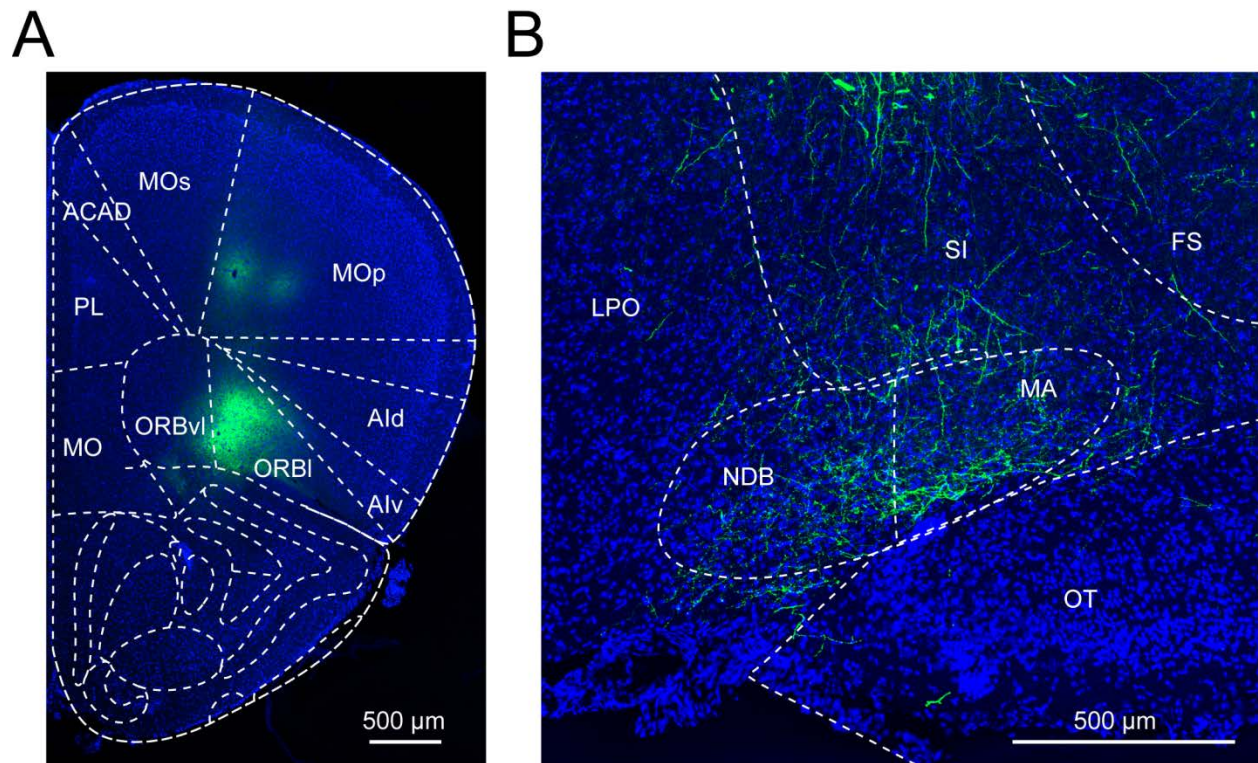 A
B
MOs
ACAD
MOp
PL
AId
ORBvl
MO
ORBl
AIv
500 µm
SI
FS
LPO
MA
NDB
OT
500 µm